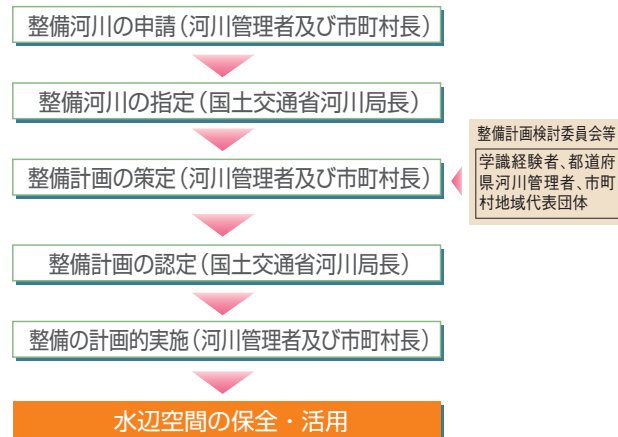 整備河川の申請(河川管理者及び市町村長)
整備河川の指定(国土交通省河川局長)
整備計画の策定(河川管理者及び市町村長)
整備計画検討委員会等
学識経験者、都道府
県河川管理者、市町
村地域代表団体
整備計画の認定(国土交通省河川局長)
整備の計画的実施(河川管理者及び市町村長)
水辺空間の保全・活用